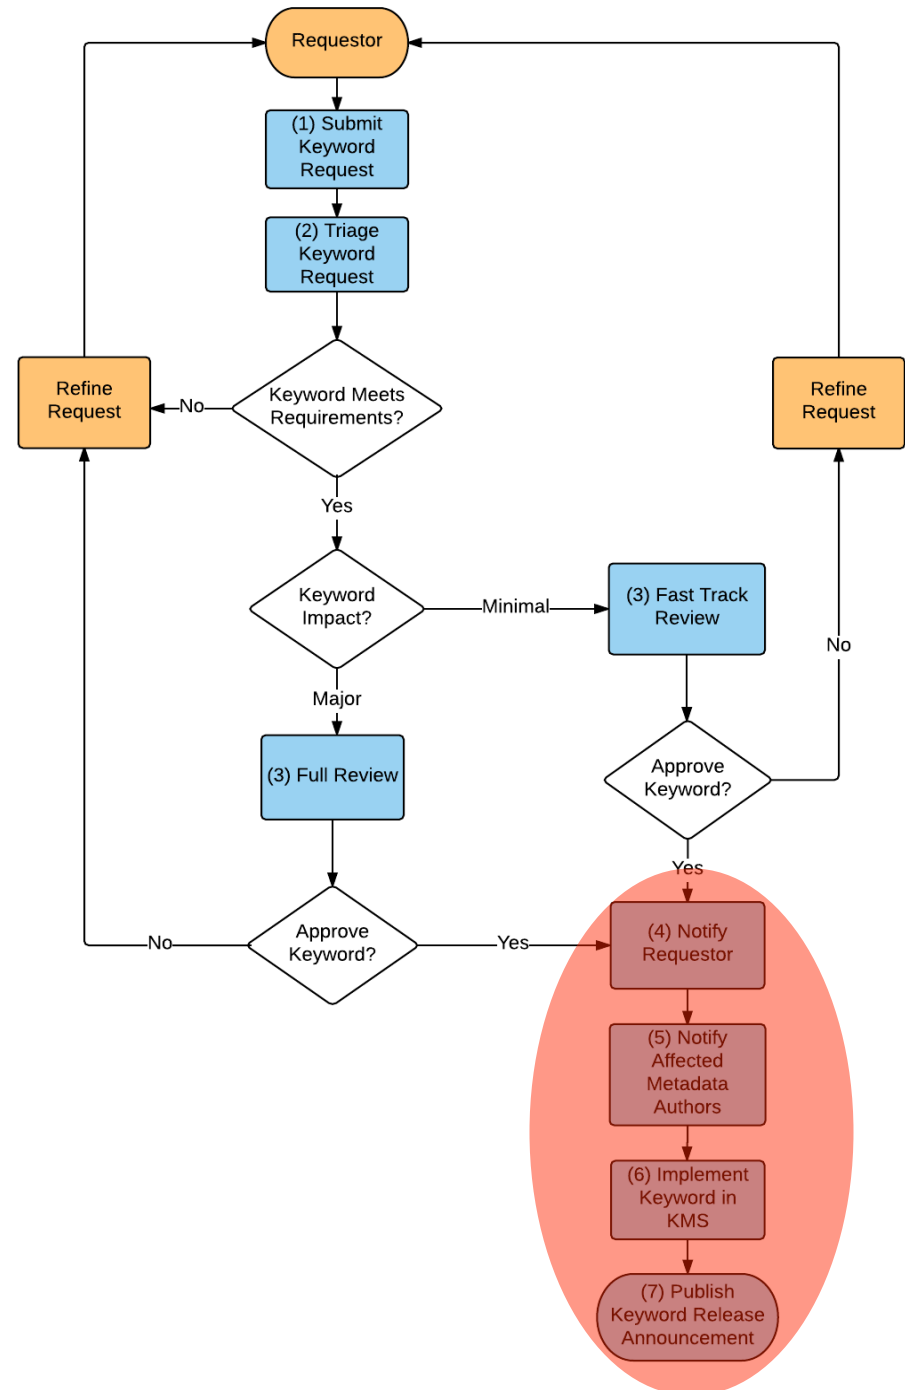 Requestor
(1) Submit
Keyword
Request
(2) Triage
Keyword
Request
Keyword Meets
Requirements?
No
Refine
Request
Refine
Request
Yes
Keyword
Impact?
Minimal
(3) Fast Track
Review
No
Major
(3) Full Review
Approve
Keyword?
Yes
Approve
Keyword?
No
Yes
(4) Notify
Requestor
(5) Notify
Affected
Metadata
Authors
(6) Implement
Keyword in
KMS
(7) Publish
Keyword Release
Announcement